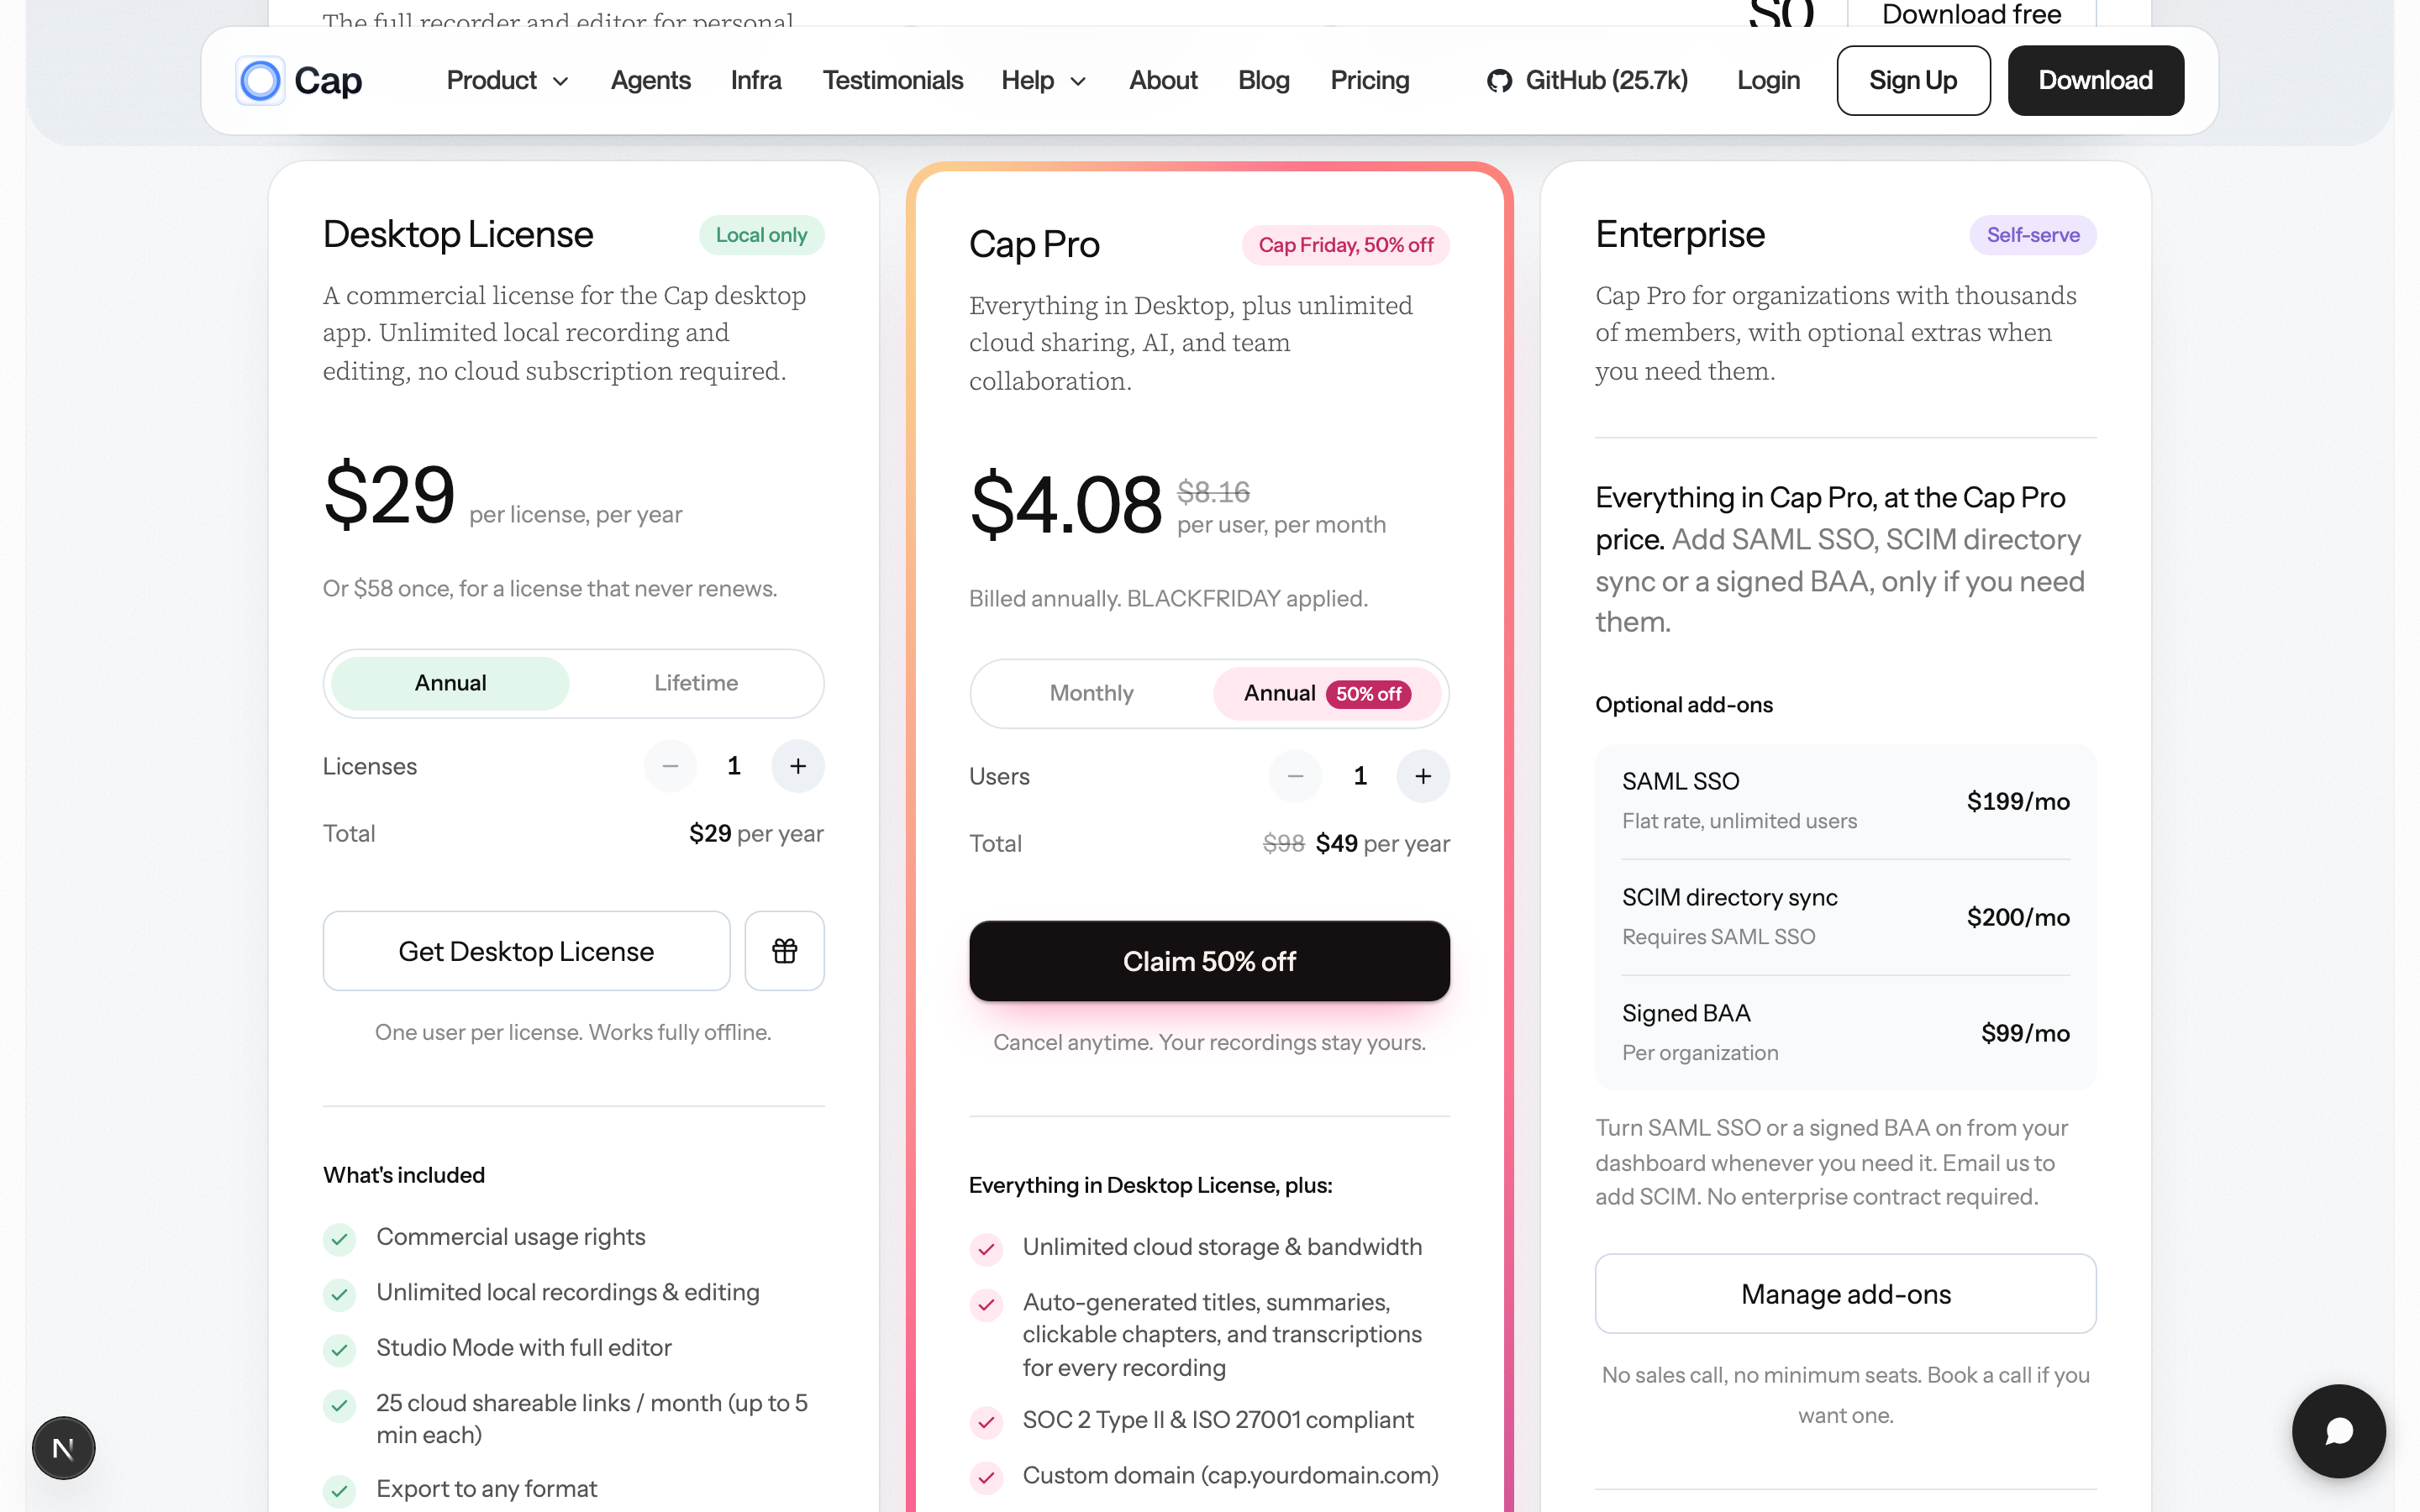 The full recorder and editor for personal
$0
Download free
Cap
Product
Agents
Infra
Testimonials
Help
About
Blog
Pricing
GitHub (25.7k)
Login
Sign Up
Download
Desktop License
Local only
A commercial license for the Cap desktop
app. Unlimited local recording and
editing, no cloud subscription required.
$29 per license, per year
Or $58 once, for a license that never renews.
Annual
Lifetime
Licenses
1
Total
$29 per year
Get Desktop License
One user per license. Works fully offline.
What's included
Commercial usage rights
Unlimited local recordings & editing
Studio Mode with full editor
25 cloud shareable links / month (up to 5
min each)
Export to any format
Cap Pro
Cap Friday, 50% off
Everything in Desktop, plus unlimited
cloud sharing, AI, and team
collaboration.
$4.08
$8.16
per user, per month
Billed annually. BLACKFRIDAY applied.
Monthly
Annual 50% off
Users
1
Total
$98 $49 per year
Claim 50% off
Cancel anytime. Your recordings stay yours.
Everything in Desktop License, plus:
Unlimited cloud storage & bandwidth
Auto-generated titles, summaries,
clickable chapters, and transcriptions
for every recording
SOC 2 Type II & ISO 27001 compliant
Custom domain (cap.yourdomain.com)
Enterprise
Self-serve
Cap Pro for organizations with thousands
of members, with optional extras when
you need them.
Everything in Cap Pro, at the Cap Pro
price. Add SAML SSO, SCIM directory
sync or a signed BAA, only if you need
them.
Optional add-ons
SAML SSO
Flat rate, unlimited users
$199/mo
SCIM directory sync
Requires SAML SSO
$200/mo
Signed BAA
Per organization
$99/mo
Turn SAML SSO or a signed BAA on from your
dashboard whenever you need it. Email us to
add SCIM. No enterprise contract required.
Manage add-ons
No sales call, no minimum seats. Book a call if you
want one.
N